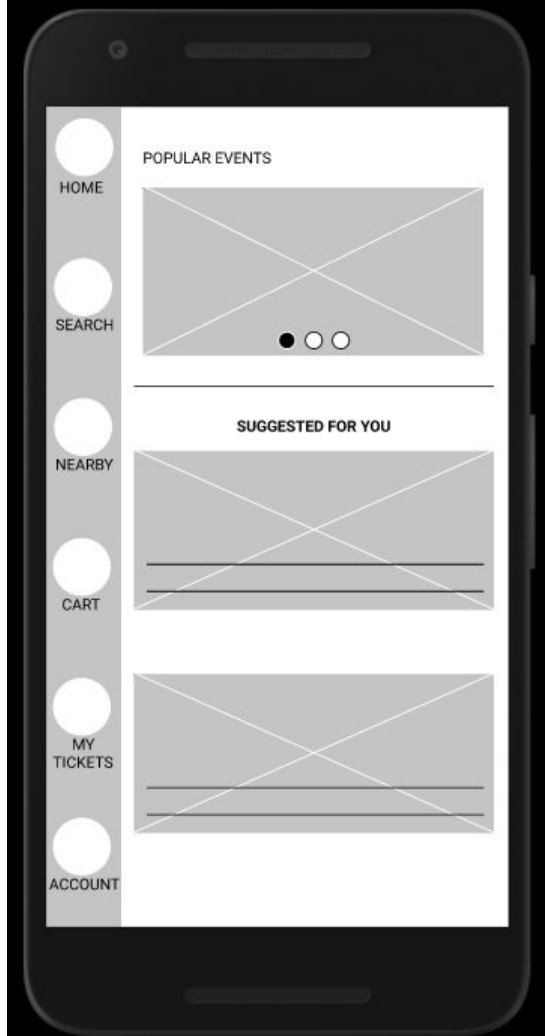 HOME
SEARCH
NEARBY
CART
MY
TICKETS
ACCOUNT
POPULAR EVENTS
SUGGESTED FOR YOU